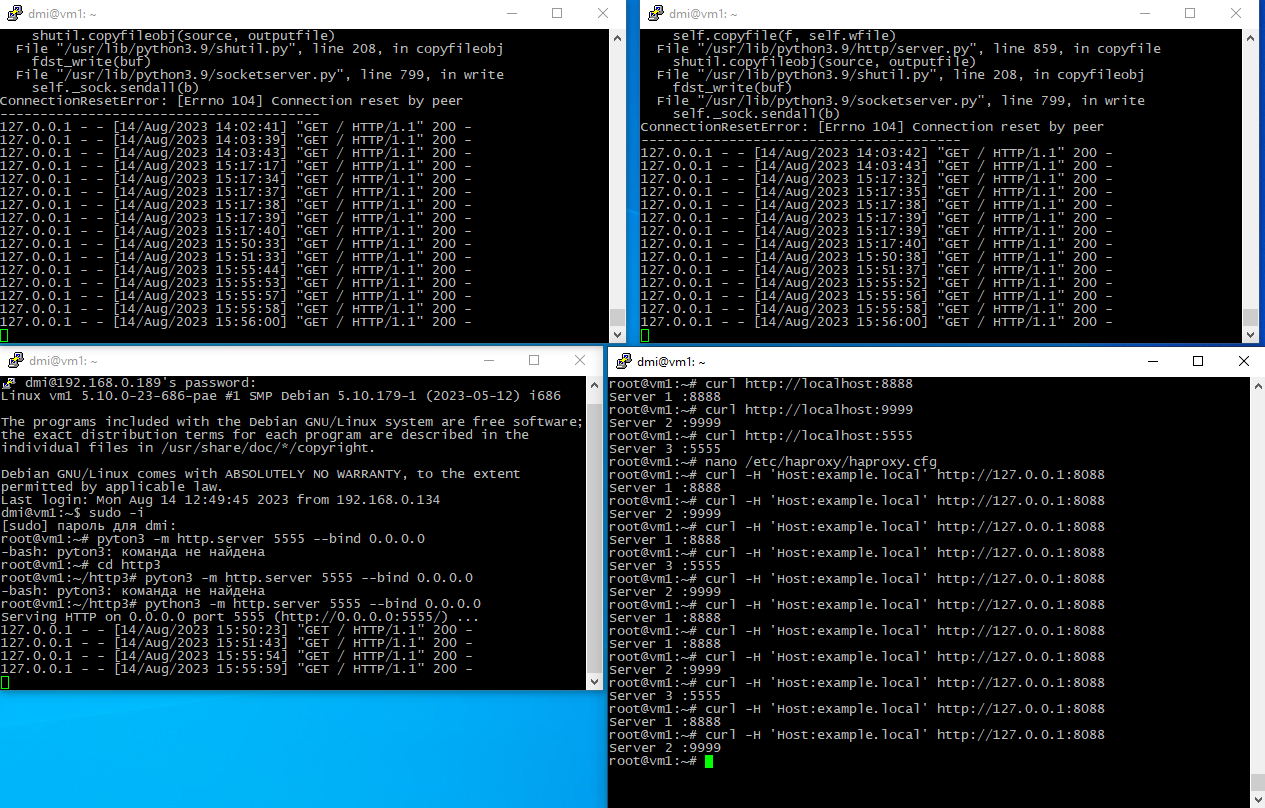 dmi@vm1: ~
shutil.copyfileobj(source, outputfile)
File "/usr/lib/python3.9/shutil.py", line 208, in copyfileobj
fdst_write(buf)
File "/usr/lib/python3.9/socketserver.py", line 799, in write
self._sock.sendall(b)
ConnectionResetError: [Errno 104] Connection reset by peer
----------------------------------------
127.0.0.1 - - [14/Aug/2023 14:02:41] "GET / HTTP/1.1" 200 -
127.0.0.1 - - [14/Aug/2023 14:03:39] "GET / HTTP/1.1" 200 -
127.0.0.1 - - [14/Aug/2023 14:03:43] "GET / HTTP/1.1" 200 -
127.0.0.1 - - [14/Aug/2023 15:17:17] "GET / HTTP/1.1" 200 -
127.0.0.1 - - [14/Aug/2023 15:17:34] "GET / HTTP/1.1" 200 -
127.0.0.1 - - [14/Aug/2023 15:17:37] "GET / HTTP/1.1" 200 -
127.0.0.1 - - [14/Aug/2023 15:17:38] "GET / HTTP/1.1" 200 -
127.0.0.1 - - [14/Aug/2023 15:17:39] "GET / HTTP/1.1" 200 -
127.0.0.1 - - [14/Aug/2023 15:17:40] "GET / HTTP/1.1" 200 -
127.0.0.1 - - [14/Aug/2023 15:50:33] "GET / HTTP/1.1" 200 -
127.0.0.1 - - [14/Aug/2023 15:51:33] "GET / HTTP/1.1" 200 -
127.0.0.1 - - [14/Aug/2023 15:55:44] "GET / HTTP/1.1" 200 -
127.0.0.1 - - [14/Aug/2023 15:55:53] "GET / HTTP/1.1" 200 -
127.0.0.1 - - [14/Aug/2023 15:55:57] "GET / HTTP/1.1" 200 -
127.0.0.1 - - [14/Aug/2023 15:55:58] "GET / HTTP/1.1" 200 -
127.0.0.1 - - [14/Aug/2023 15:56:00] "GET / HTTP/1.1" 200 -
dmi@vm1: ~
self.copyfile(f, self.wfile)
File "/usr/lib/python3.9/http/server.py", line 859, in copyfile
shutil.copyfileobj(source, outputfile)
File "/usr/lib/python3.9/shutil.py", line 208, in copyfileobj
fdst_write(buf)
File "/usr/lib/python3.9/socketserver.py", line 799, in write
self._sock.sendall(b)
ConnectionResetError: [Errno 104] Connection reset by peer
----------------------------------------
127.0.0.1 - - [14/Aug/2023 14:03:42] "GET / HTTP/1.1" 200 -
127.0.0.1 - - [14/Aug/2023 14:03:43] "GET / HTTP/1.1" 200 -
127.0.0.1 - - [14/Aug/2023 15:17:32] "GET / HTTP/1.1" 200 -
127.0.0.1 - - [14/Aug/2023 15:17:35] "GET / HTTP/1.1" 200 -
127.0.0.1 - - [14/Aug/2023 15:17:38] "GET / HTTP/1.1" 200 -
127.0.0.1 - - [14/Aug/2023 15:17:39] "GET / HTTP/1.1" 200 -
127.0.0.1 - - [14/Aug/2023 15:17:39] "GET / HTTP/1.1" 200 -
127.0.0.1 - - [14/Aug/2023 15:17:40] "GET / HTTP/1.1" 200 -
127.0.0.1 - - [14/Aug/2023 15:50:38] "GET / HTTP/1.1" 200 -
127.0.0.1 - - [14/Aug/2023 15:51:37] "GET / HTTP/1.1" 200 -
127.0.0.1 - - [14/Aug/2023 15:55:52] "GET / HTTP/1.1" 200 -
127.0.0.1 - - [14/Aug/2023 15:55:56] "GET / HTTP/1.1" 200 -
127.0.0.1 - - [14/Aug/2023 15:55:58] "GET / HTTP/1.1" 200 -
127.0.0.1 - - [14/Aug/2023 15:56:00] "GET / HTTP/1.1" 200 -
dmi@vm1: ~
dmi@192.168.0.189's password:
Linux vm1 5.10.0-23-686-pae #1 SMP Debian 5.10.179-1 (2023-05-12) i686
The programs included with the Debian GNU/Linux system are free software;
the exact distribution terms for each program are described in the
individual files in /usr/share/doc/*/copyright.
Debian GNU/Linux comes with ABSOLUTELY NO WARRANTY, to the extent
permitted by applicable law.
Last login: Mon Aug 14 12:49:45 2023 from 192.168.0.134
dmi@vm1:~$ sudo -i
[sudo] пароль для dmi:
root@vm1:~# pyton3 -m http.server 5555 --bind 0.0.0.0
-bash: pyton3: команда не найдена
root@vm1:~# cd http3
root@vm1:~/http3# pyton3 -m http.server 5555 --bind 0.0.0.0
-bash: pyton3: команда не найдена
root@vm1:~/http3# python3 -m http.server 5555 --bind 0.0.0.0
Serving HTTP on 0.0.0.0 port 5555 (http://0.0.0.0:5555/) ...
127.0.0.1 - - [14/Aug/2023 15:50:23] "GET / HTTP/1.1" 200 -
127.0.0.1 - - [14/Aug/2023 15:51:43] "GET / HTTP/1.1" 200 -
127.0.0.1 - - [14/Aug/2023 15:55:54] "GET / HTTP/1.1" 200 -
127.0.0.1 - - [14/Aug/2023 15:55:59] "GET / HTTP/1.1" 200 -
dmi@vm1: ~
root@vm1:~# curl http://localhost:8888
Server 1 :8888
root@vm1:~# curl http://localhost:9999
Server 2 :9999
root@vm1:~# curl http://localhost:5555
Server 3 :5555
root@vm1:~# nano /etc/haproxy/haproxy.cfg
root@vm1:~# curl -H 'Host:example.local' http://127.0.0.1:8088
Server 1 :8888
root@vm1:~# curl -H 'Host:example.local' http://127.0.0.1:8088
Server 2 :9999
root@vm1:~# curl -H 'Host:example.local' http://127.0.0.1:8088
Server 1 :8888
root@vm1:~# curl -H 'Host:example.local' http://127.0.0.1:8088
Server 3 :5555
root@vm1:~# curl -H 'Host:example.local' http://127.0.0.1:8088
Server 2 :9999
root@vm1:~# curl -H 'Host:example.local' http://127.0.0.1:8088
Server 1 :8888
root@vm1:~# curl -H 'Host:example.local' http://127.0.0.1:8088
Server 1 :8888
root@vm1:~# curl -H 'Host:example.local' http://127.0.0.1:8088
Server 2 :9999
root@vm1:~# curl -H 'Host:example.local' http://127.0.0.1:8088
Server 3 :5555
root@vm1:~# curl -H 'Host:example.local' http://127.0.0.1:8088
Server 1 :8888
root@vm1:~# curl -H 'Host:example.local' http://127.0.0.1:8088
Server 2 :9999
root@vm1:~#